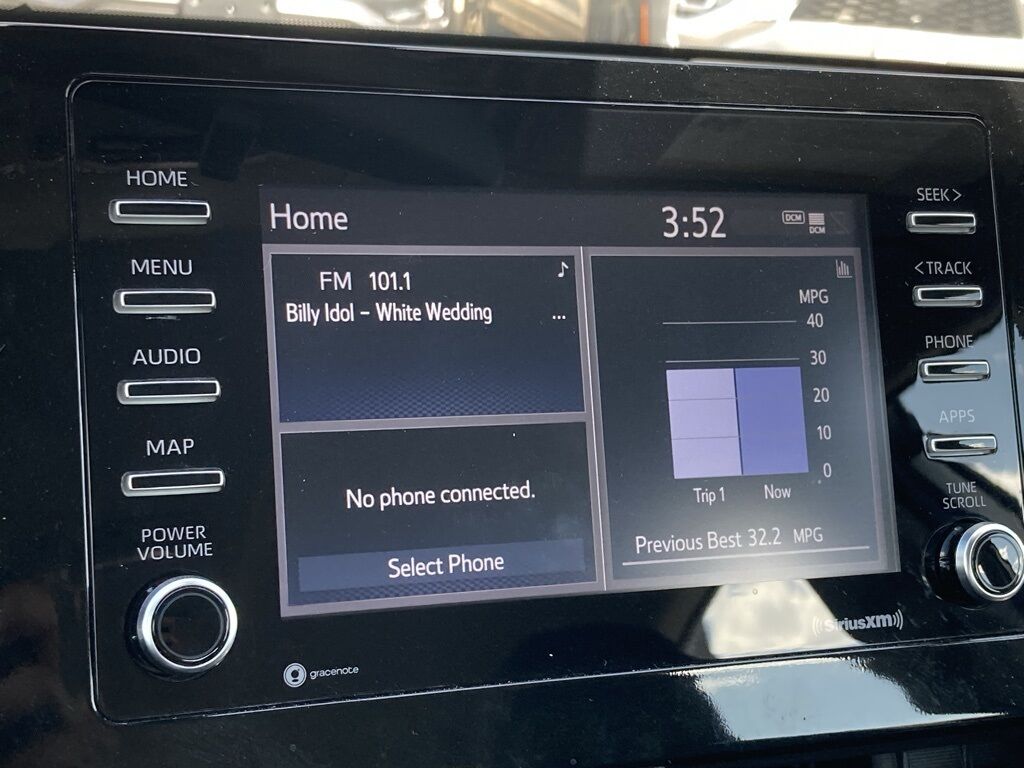 HOME
MENU
AUDIO
MAP
POWER
VOLUME
Home
3:52
DCM
DCM
FM 101.1
Billy Idol - White Wedding
...
No phone connected.
Select Phone
MPG
40
30
20
10
0
Trip 1
Now
Previous Best 32.2 MPG
SEEK >
< TRACK
PHONE
APPS
TUNE
SCROLL
gracenote
SiriusXM